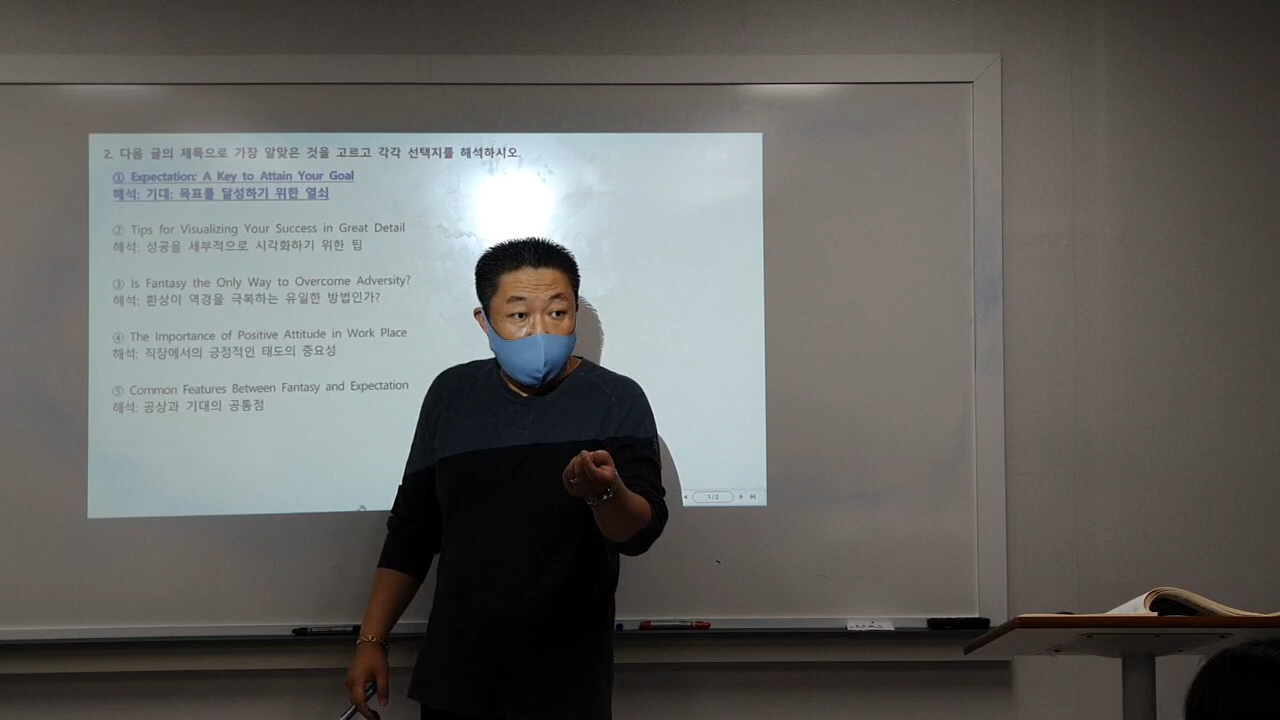 2. 다음 글의 제목으로 가장 알맞은 것을 고르고 각각 선택지를 해석하시오.
① Expectation: A Key to Attain Your Goal
해석: 기대: 목표를 달성하기 위한 열쇠
② Tips for Visualizing Your Success in Great Detail
해석: 성공을 세부적으로 시각화하기 위한 팁
③ Is Fantasy the Only Way to Overcome Adversity?
해석: 환상이 역경을 극복하는 유일한 방법인가?
④ The Importance of Positive Attitude in Work Place
해석: 직장에서의 긍정적인 태도의 중요성
⑤ Common Features Between Fantasy and Expectation
해석: 공상과 기대의 공통점
1/2